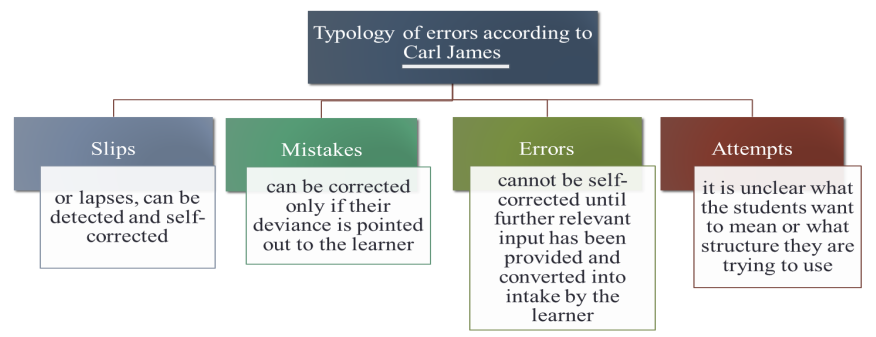 Typology of errors according to
Carl James
Slips
or lapses, can be
detected and self-
corrected
Mistakes
can be corrected
only if their
deviance is pointed
out to the learner
Errors
cannot be self-
corrected until
further relevant
input has been
provided and
converted into
intake by the
learner
Attempts
it is unclear what
the students want
to mean or what
structure they are
trying to use